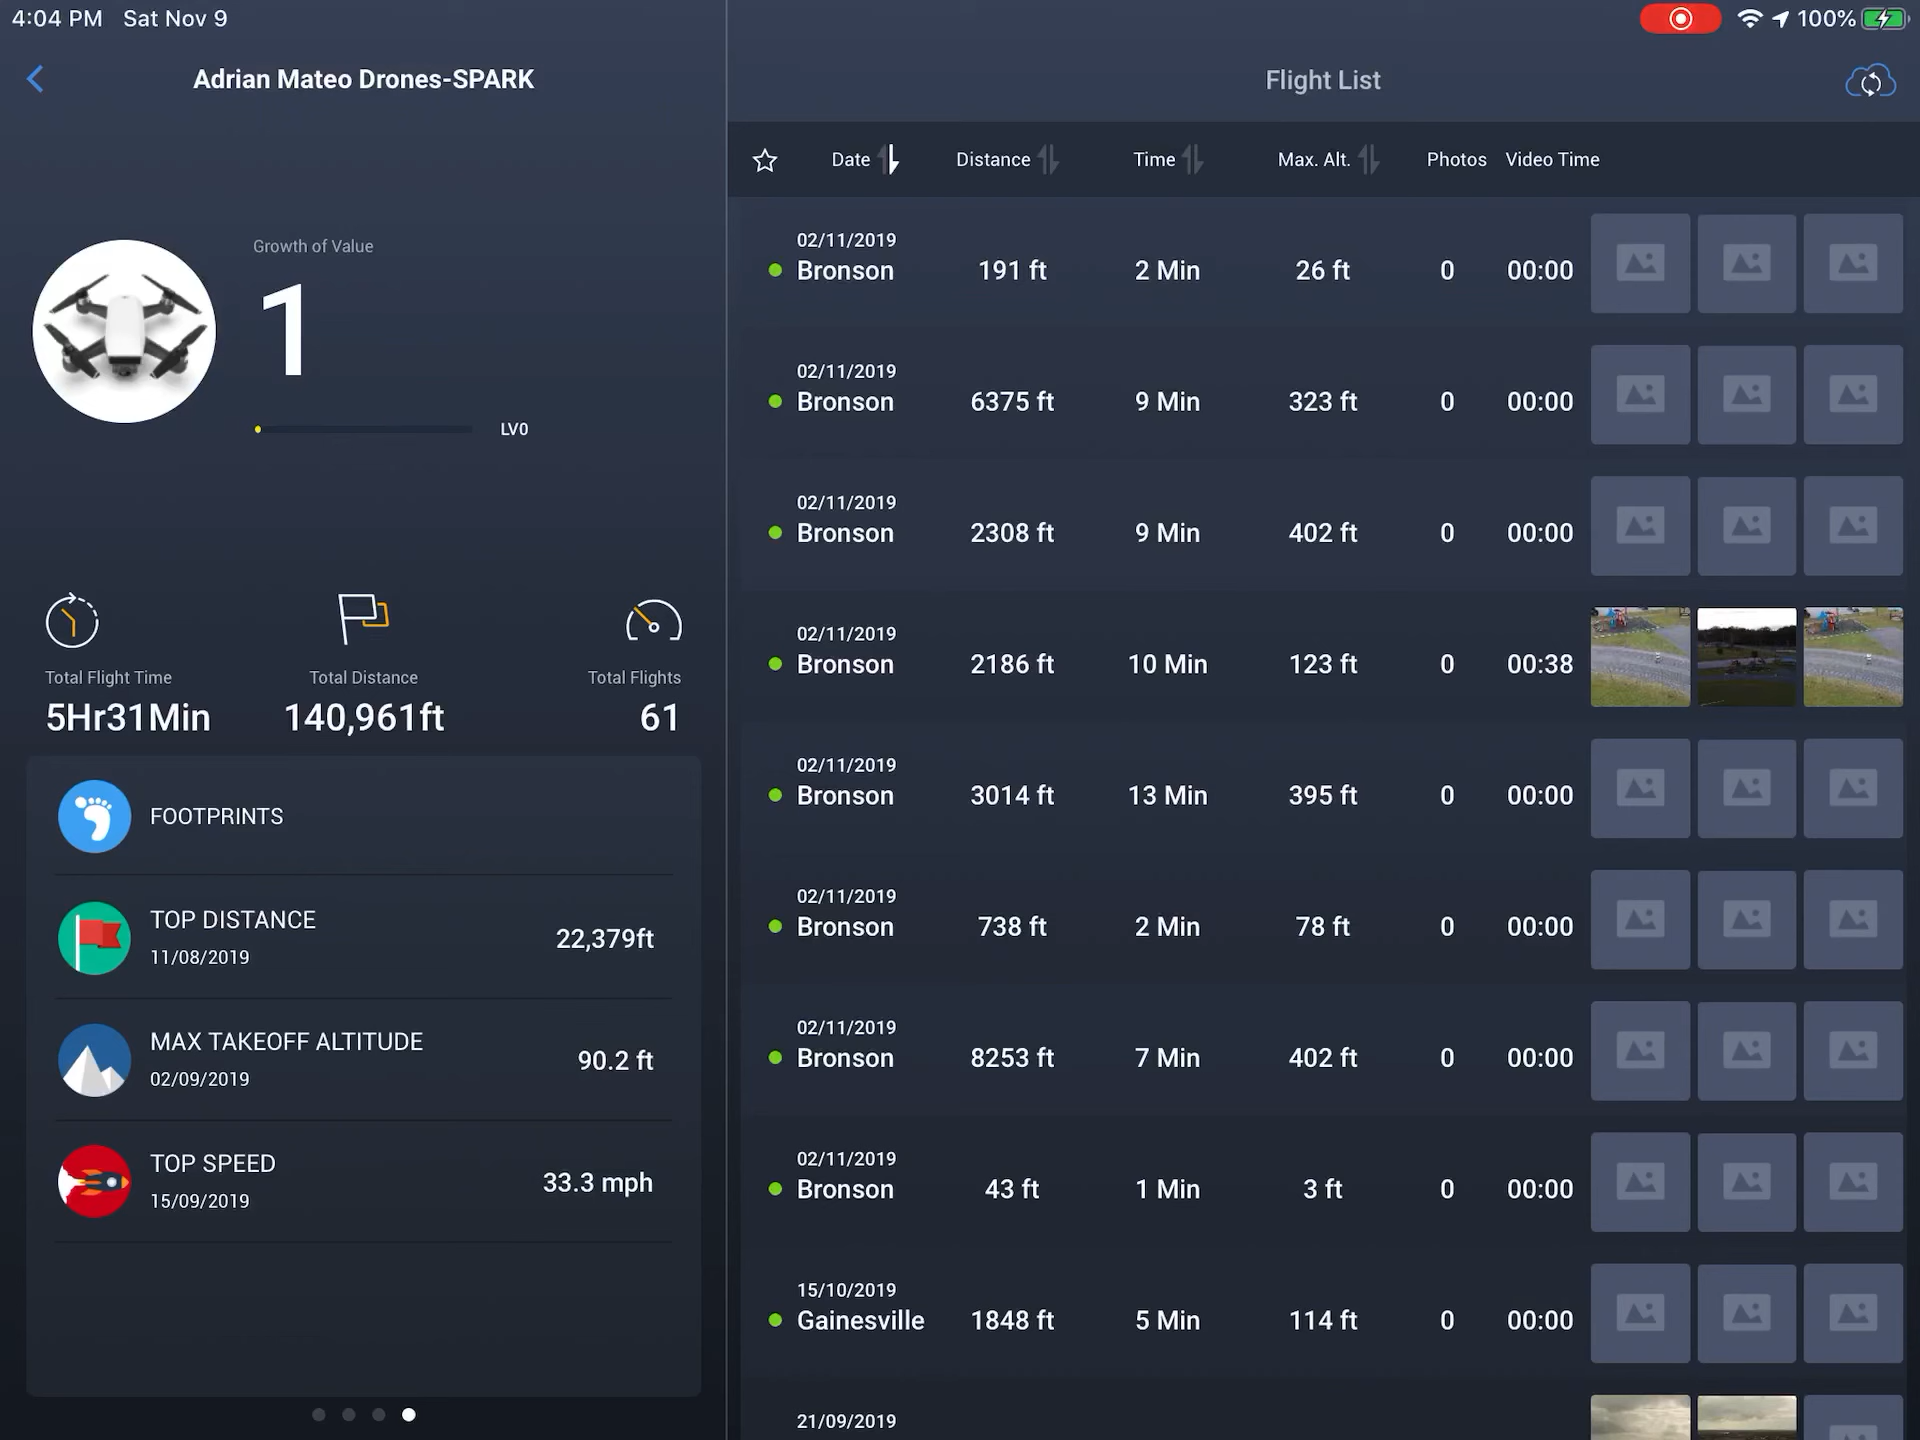 4:04 PM Sat Nov 9
100%
Adrian Mateo Drones-SPARK
Growth of Value
1
LV0
Total Flight Time
5Hr31Min
Total Distance
140,961ft
Total Flights
61
FOOTPRINTS
TOP DISTANCE
11/08/2019
22,379ft
MAX TAKEOFF ALTITUDE
02/09/2019
90.2 ft
TOP SPEED
15/09/2019
33.3 mph
Flight List
Date Distance Time Max. Alt. Photos Video Time
02/11/2019
Bronson 191 ft 2 Min 26 ft 0 00:00
02/11/2019
Bronson 6375 ft 9 Min 323 ft 0 00:00
02/11/2019
Bronson 2308 ft 9 Min 402 ft 0 00:00
02/11/2019
Bronson 2186 ft 10 Min 123 ft 0 00:38
02/11/2019
Bronson 3014 ft 13 Min 395 ft 0 00:00
02/11/2019
Bronson 738 ft 2 Min 78 ft 0 00:00
02/11/2019
Bronson 8253 ft 7 Min 402 ft 0 00:00
02/11/2019
Bronson 43 ft 1 Min 3 ft 0 00:00
15/10/2019
Gainesville 1848 ft 5 Min 114 ft 0 00:00
21/09/2019